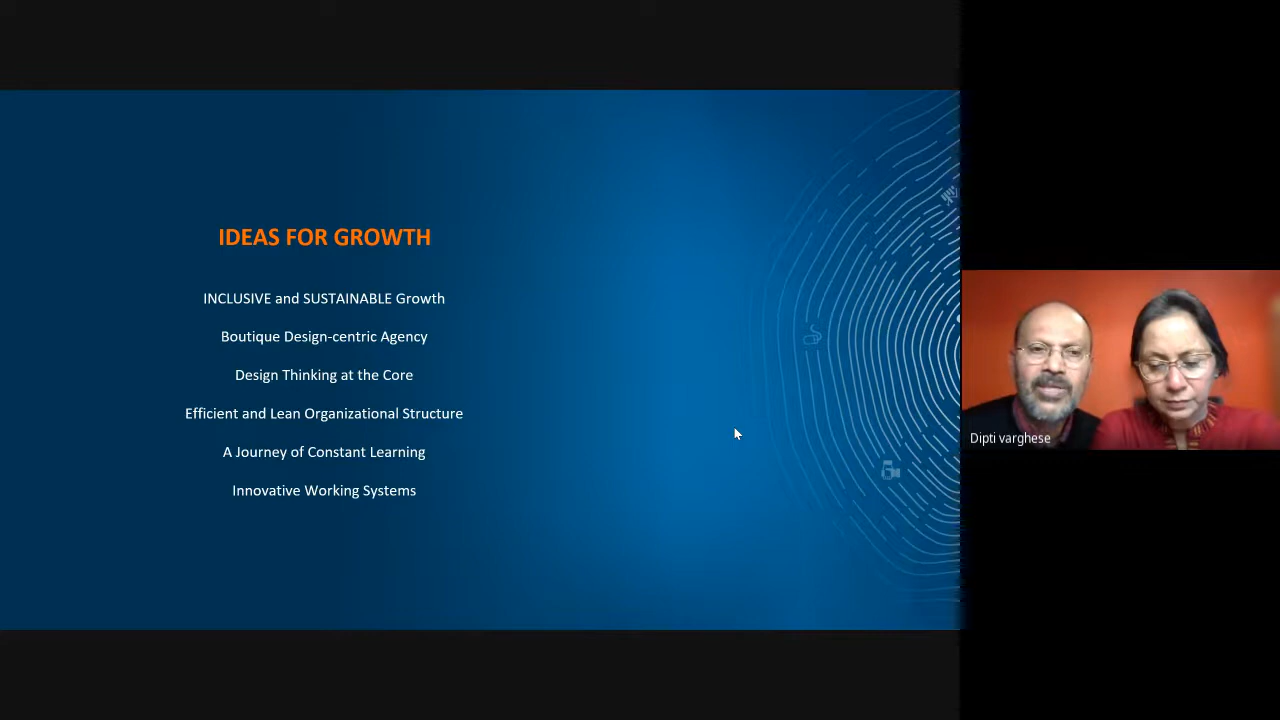 IDEAS FOR GROWTH
INCLUSIVE and SUSTAINABLE Growth
Boutique Design-centric Agency
Design Thinking at the Core
Efficient and Lean Organizational Structure
A Journey of Constant Learning
Innovative Working Systems
Dipti varghese